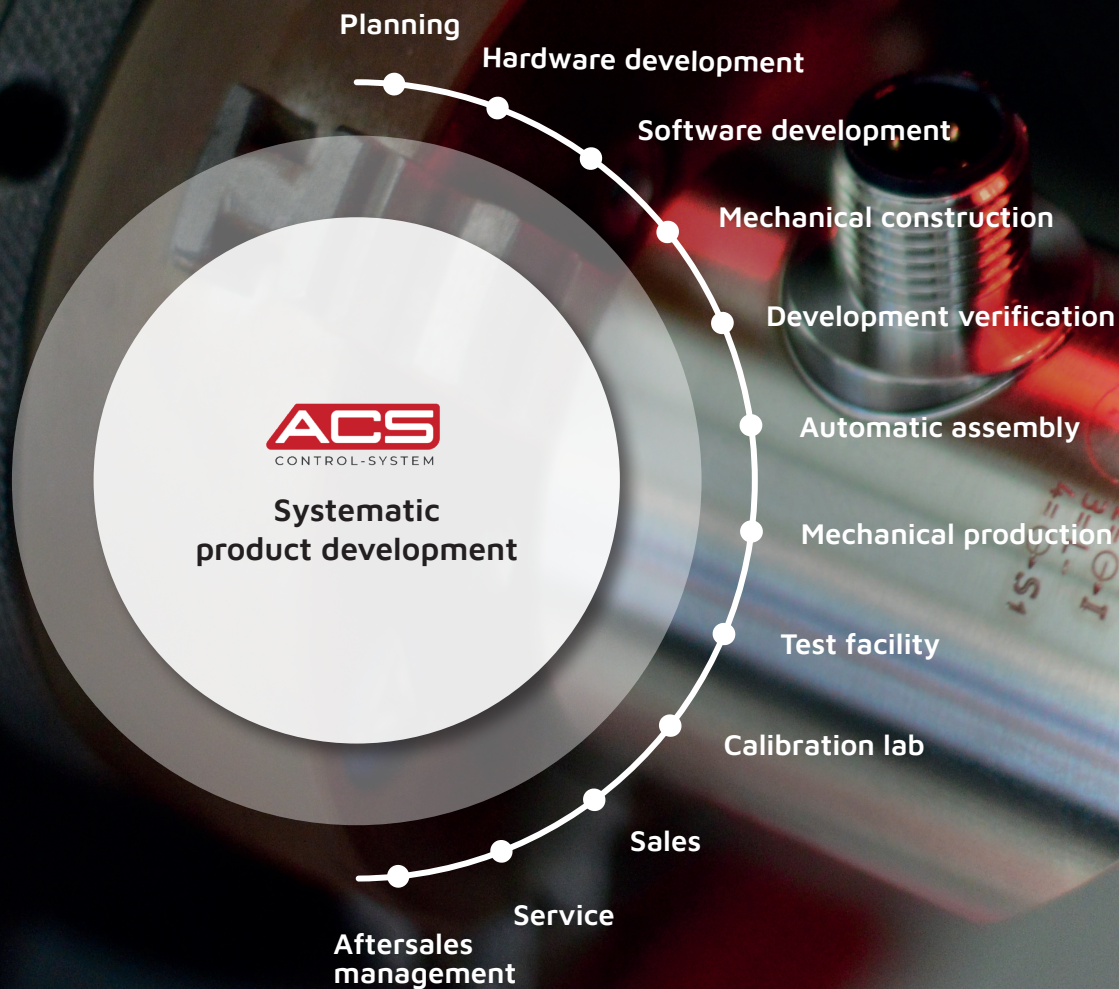 Planning
Hardware development
Software development
Mechanical construction
Development verification
Automatic assembly
Mechanical production
Test facility
Calibration lab
Sales
Service
Aftersales
management
ACS
CONTROL-SYSTEM
Systematic
product development